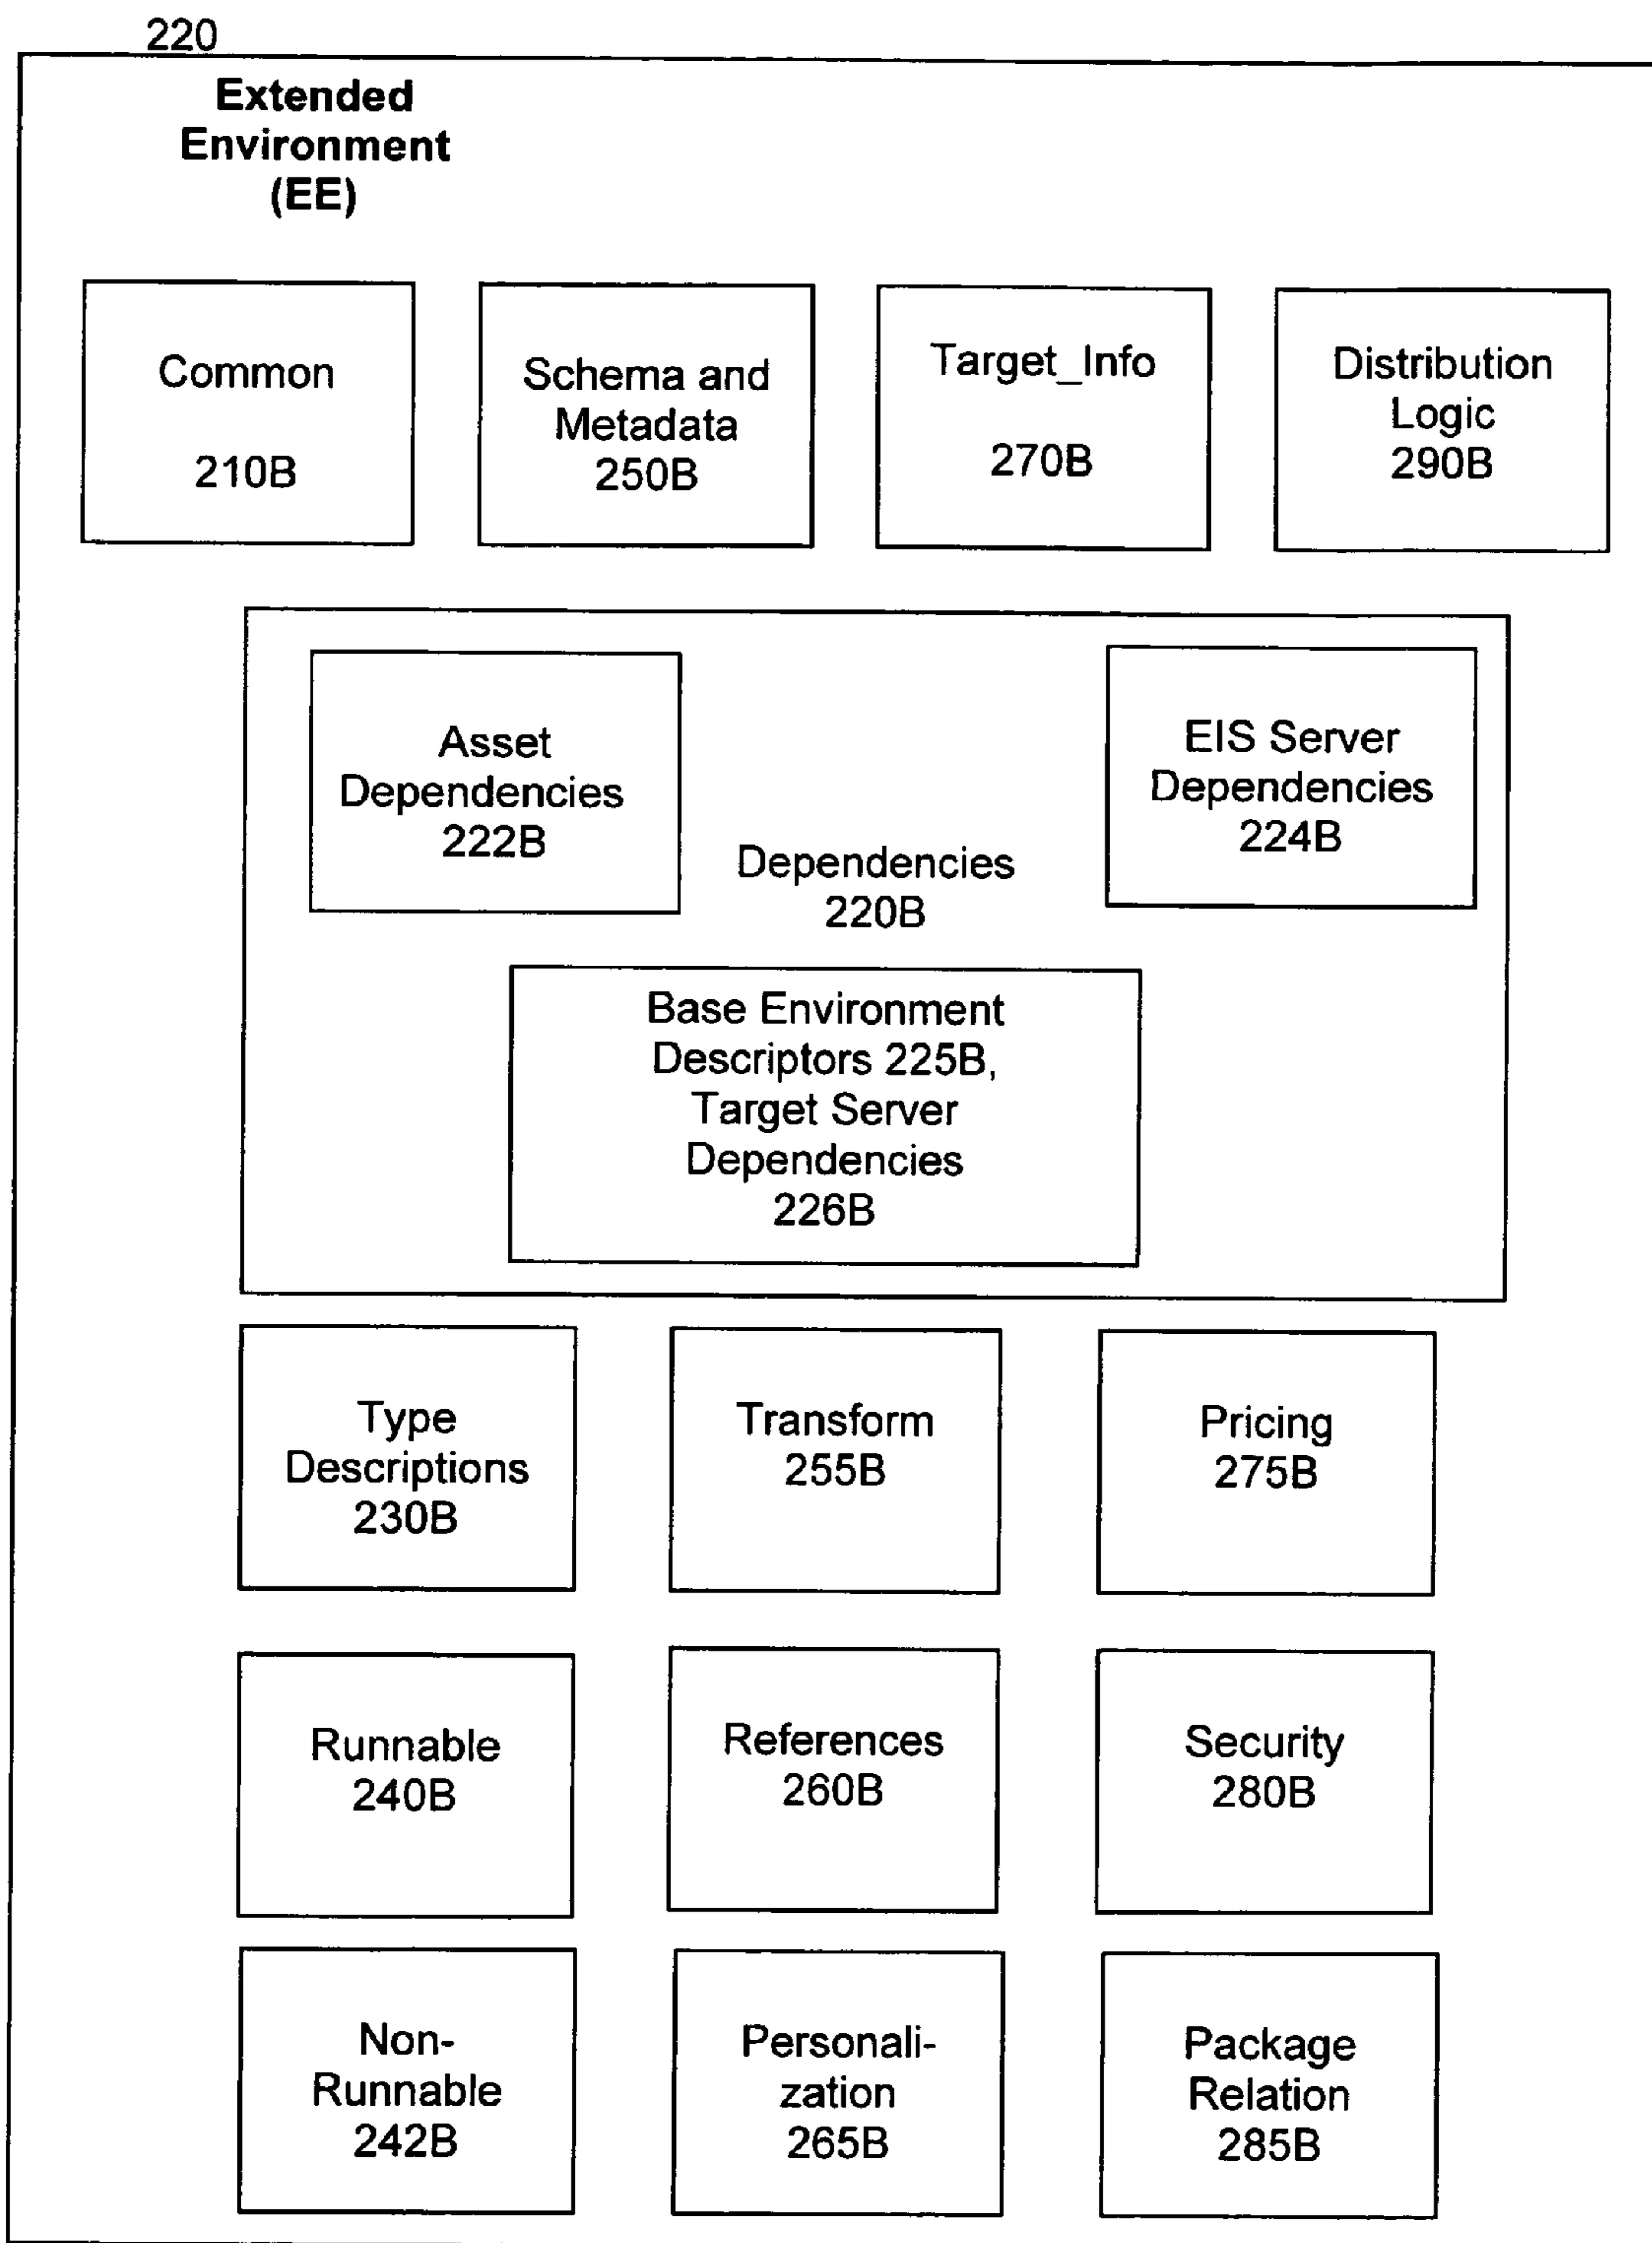 220
Extended
Environment
(EE)
Common
210B
Schema and
Metadata
250B
Target_Info
270B
Distribution
Logic
290B
Asset
Dependencies
222B
EIS Server
Dependencies
224B
Dependencies
220B
Base Environment
Descriptors 225B,
Target Server
Dependencies
226B
Type
Descriptions
230B
Transform
255B
Pricing
275B
Runnable
240B
References
260B
Security
280B
Non-
Runnable
242B
Personali-
zation
265B
Package
Relation
285B